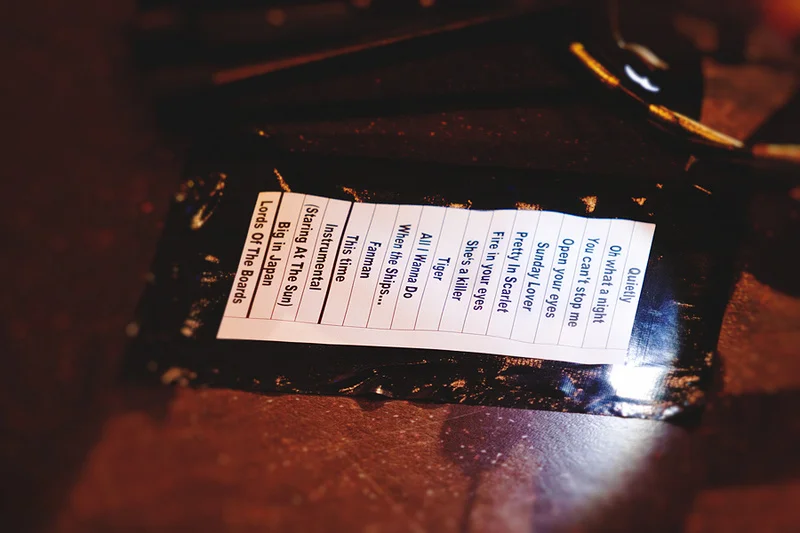 Quietly
Oh what a night
You can't stop me
Open your eyes
Sunday Lover
Pretty In Scarlet
Fire in your eyes
She's a killer
Tiger
All I Wanna Do
When the Ships...
Fanman
This time
Instrumental
(Staring At The Sun)
Big in Japan
Lords Of The Boards